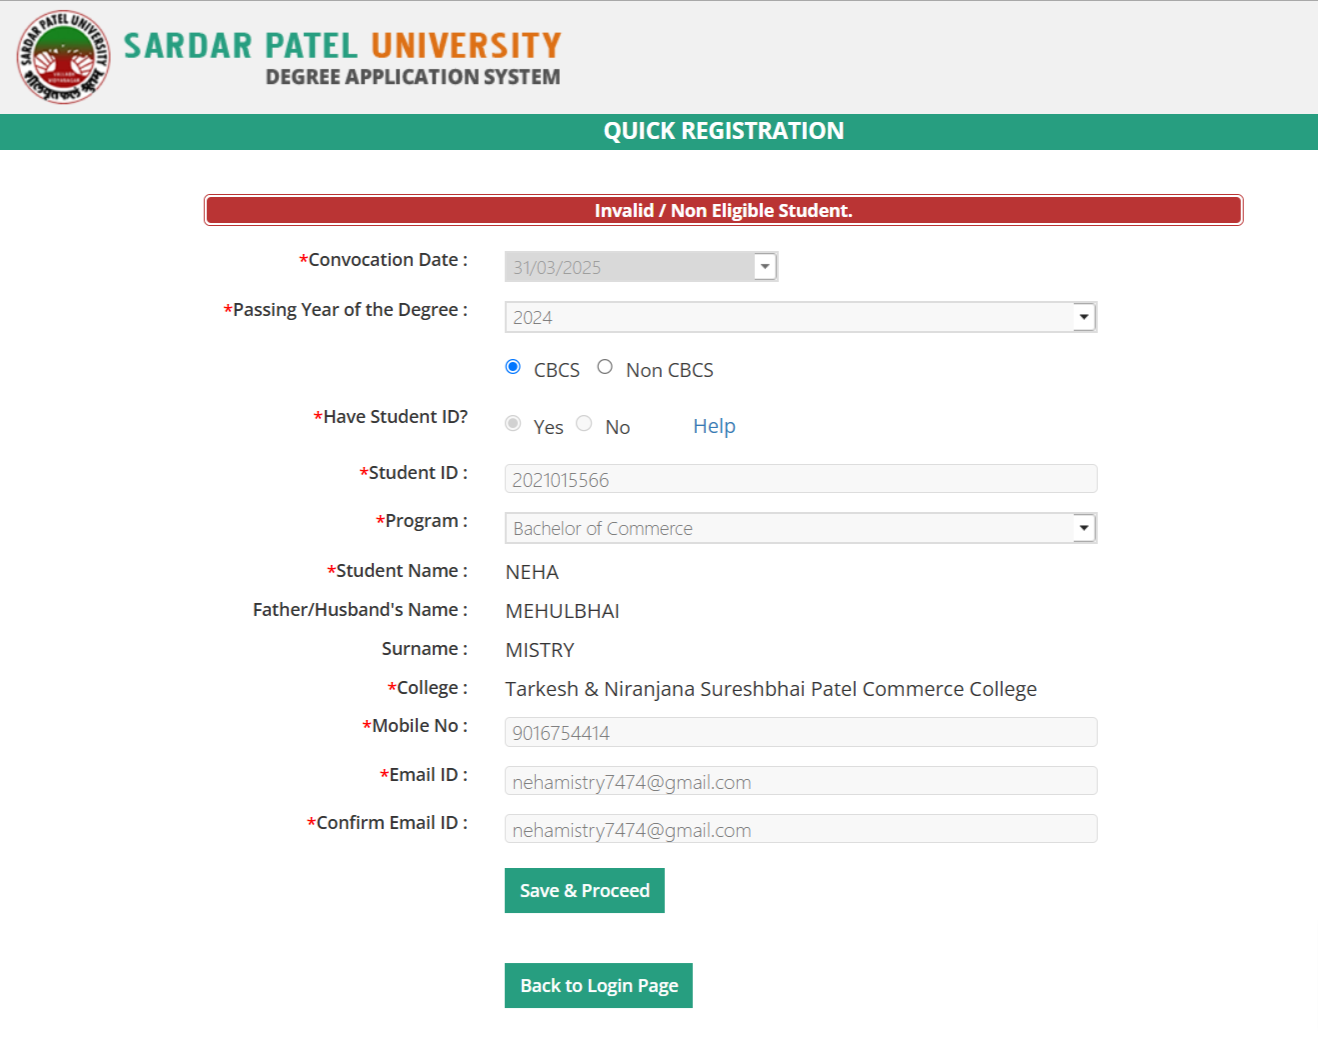 SARDAR PATEL UNIVERSITY
SARDAR PATEL UNIVERSITY
DEGREE APPLICATION SYSTEM
QUICK REGISTRATION
Invalid / Non Eligible Student.
*Convocation Date : 31/03/2025
*Passing Year of the Degree : 2024
CBCS Non CBCS
*Have Student ID? Yes No Help
*Student ID : 2021015566
*Program : Bachelor of Commerce
*Student Name : NEHA
Father/Husband's Name : MEHULBHAI
Surname : MISTRY
*College : Tarkesh & Niranjana Sureshbhai Patel Commerce College
*Mobile No : 9016754414
*Email ID : nehamistry7474@gmail.com
*Confirm Email ID : nehamistry7474@gmail.com
Save & Proceed
Back to Login Page